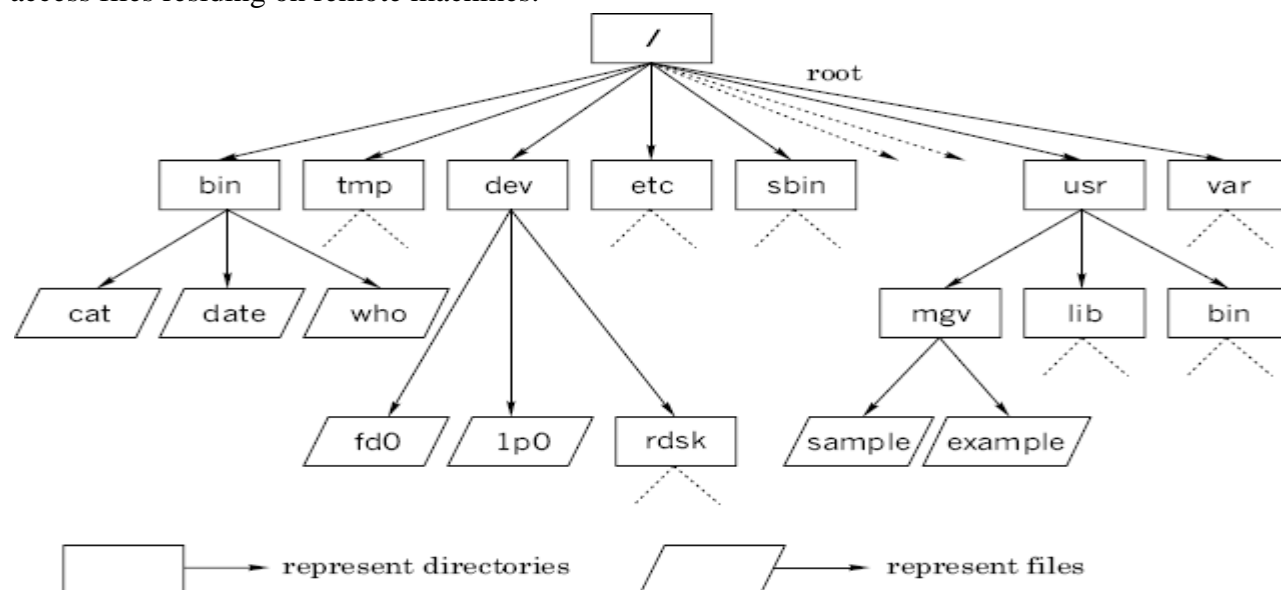 access files residing on remote machines.
/
root
bin tmp dev etc sbin usr var
cat date who mgv lib bin
fd0 lp0 rdsk sample example
represent directories represent files